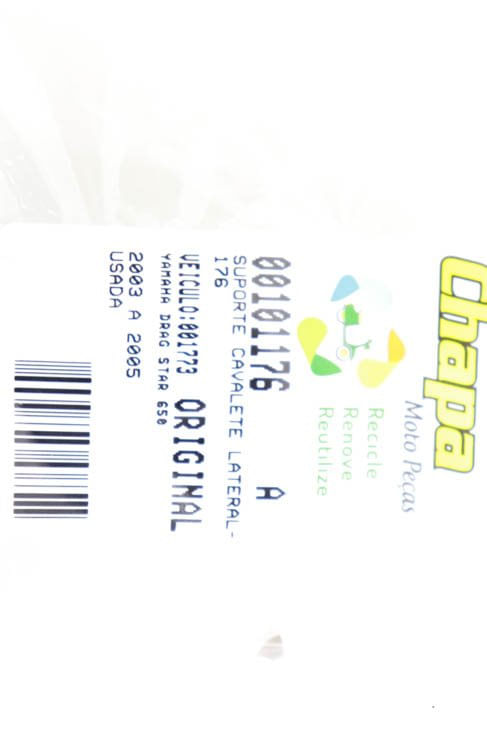 Chapa
Moto Peças
Recicle
Renove
Reutilize
00101176 A
SUPORTE CAVALETE LATERAL-
176
VEICULO:001773 ORIGINAL
YAMAHA DRAG STAR 650
2003 A 2005
USADA